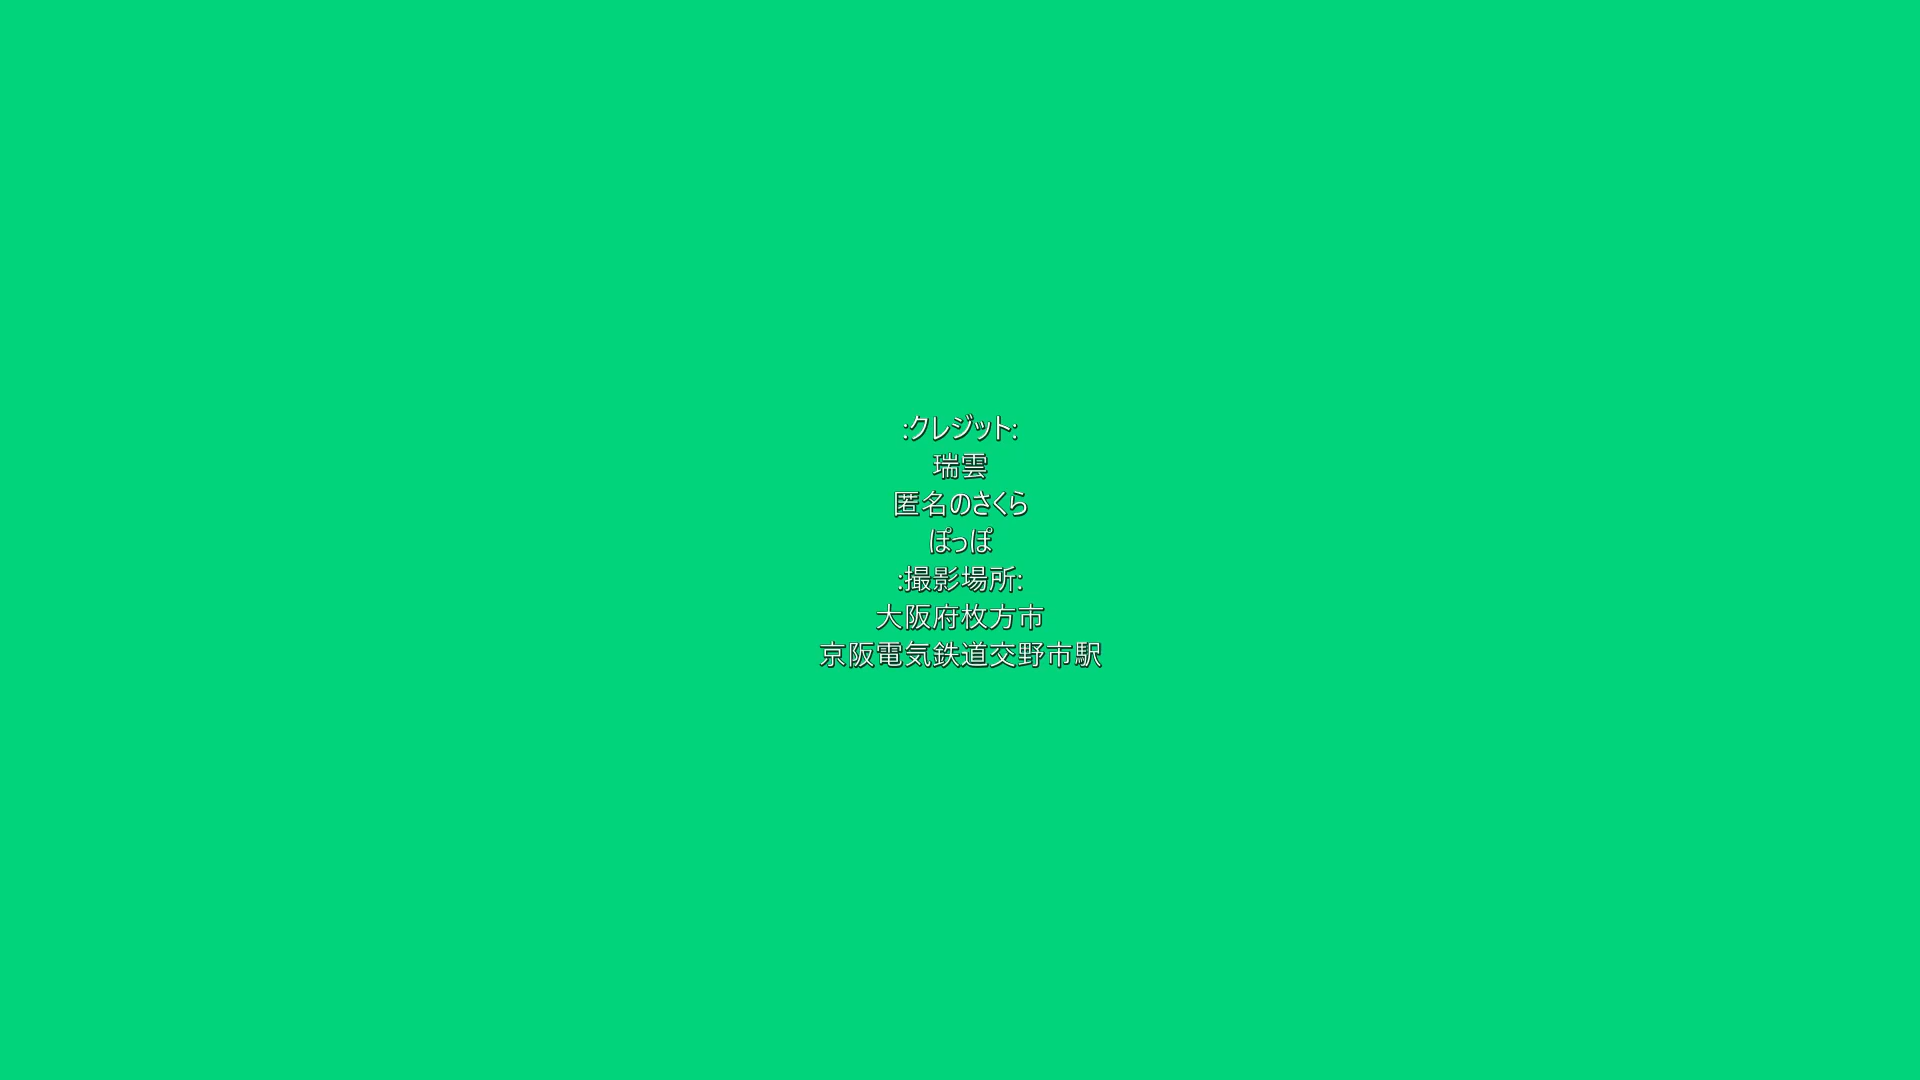 :クレジット:
瑞雲
匿名のさくら
ぽっぽ
:撮影場所:
大阪府枚方市
京阪電気鉄道交野市駅